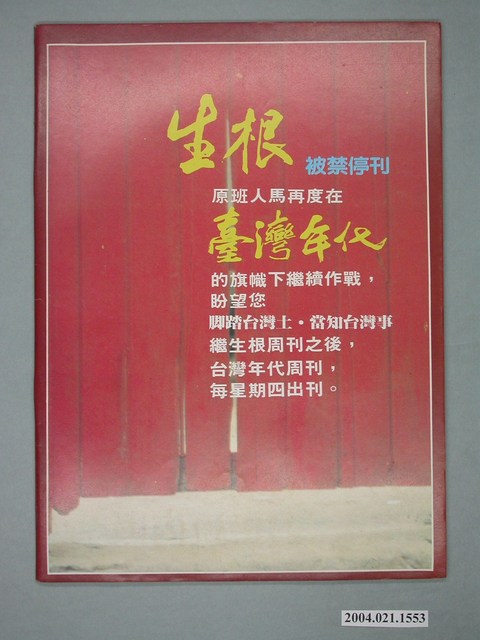 生根 被禁停刊
原班人馬再度在
臺灣年代
的旗幟下繼續作戰，
盼望您
腳踏台灣土·當知台灣事
繼生根周刊之後，
台灣年代周刊，
每星期四出刊。
2004.021.1553